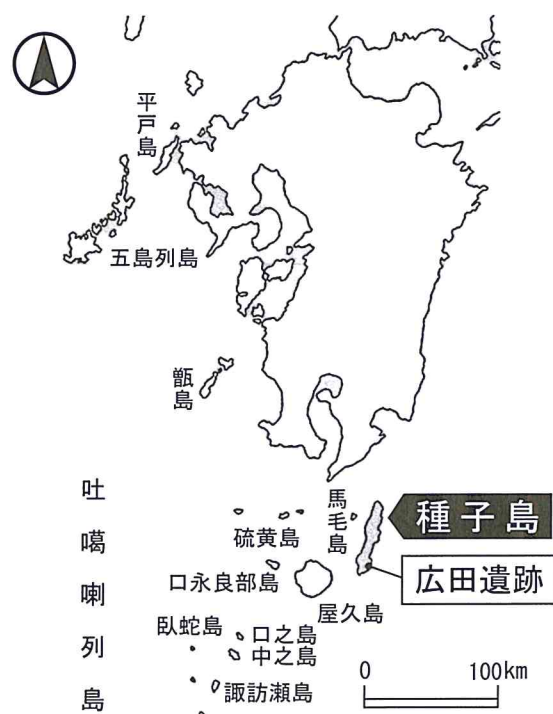 平戸島
五島列島
甑島
吐噶喇列島
馬毛島
種子島
硫黄島
広田遺跡
口永良部島
屋久島
臥蛇島
口之島
中之島
諏訪瀬島
0 100km